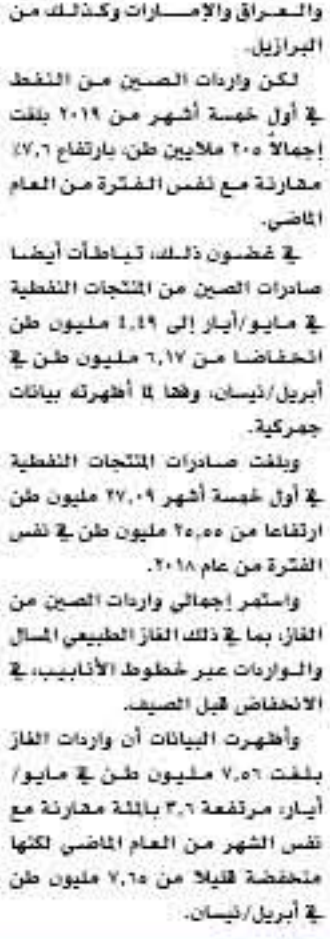 والعراق والإمارات وكذلك من
البرازيل.
لكن واردات الصين من النفط
في أول خمسة أشهر من ٢٠١٩ بلغت
إجمالاً ٢٠٥ ملايين طن، بارتفاع ٧,٦٪
مقارنة مع نفس الفترة من العام
الماضي.
في غضون ذلك، تباطأت أيضا
صادرات الصين من المنتجات النفطية
في مايو/أيار إلى ٤,٤٩ مليون طن
انخفاضا من ٦,١٧ مليون طن في
أبريل/نيسان، وفقا لما أظهرته بيانات
جمركية.
وبلغت صادرات المنتجات النفطية
في أول خمسة أشهر ٢٧,٠٩ مليون طن
ارتفاعا من ٢٥,٥٥ مليون طن في نفس
الفترة من عام ٢٠١٨.
واستمر إجمالي واردات الصين من
الغاز، بما في ذلك الغاز الطبيعي المسال
والواردات عبر خطوط الأنابيب، في
الانخفاض قبل الصيف.
وأظهرت البيانات أن واردات الغاز
بلغت ٧,٥٦ مليون طن في مايو/
أيار، مرتفعة ٣,٦ بالمئة مقارنة مع
نفس الشهر من العام الماضي لكنها
منخفضة قليلا من ٧,٦٥ مليون طن
في أبريل/نيسان.